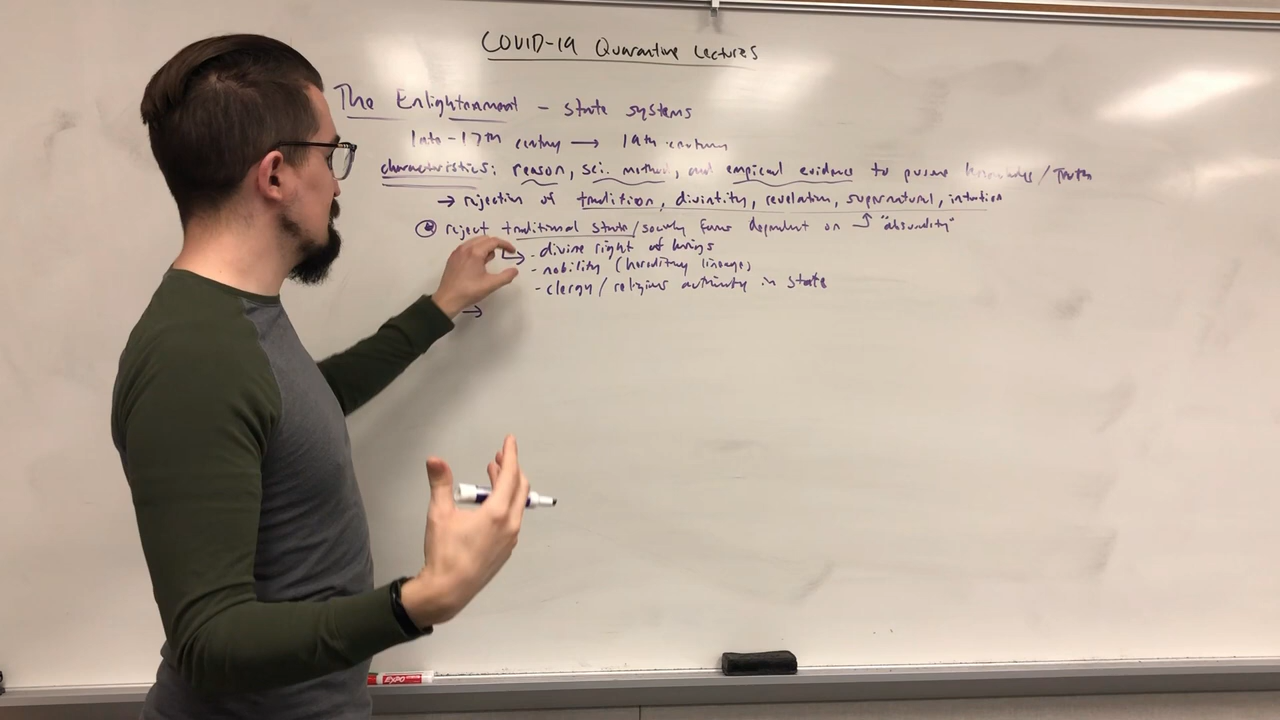 COVID-19 Quarantine Lectures
The Enlightenment - state systems
late-17th century → 19th century
characteristics: reason, sci. method, and empirical evidence to pursue knowledge/Truth
→ rejection of tradition, divinity, revelation, supernatural, intuition
reject traditional state/society forms dependent on ↑ "absurdity"
- divine right of kings
- nobility (hereditary lineage)
- clergy/religious authority in state
→
EXPO